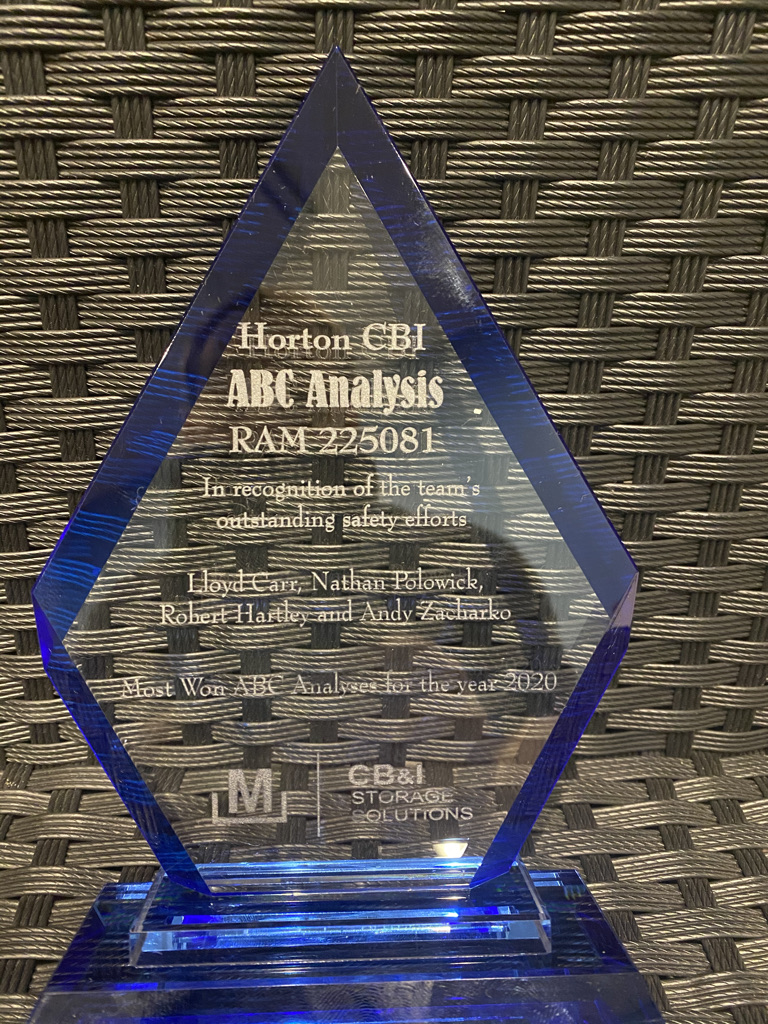 Horton CBI
ABC Analysis
RAM 225081
In recognition of the team's
outstanding safety efforts
Lloyd Carr, Nathan Polowick,
Robert Hartley and Andy Zacharko
Most Won ABC Analyses for the year 2020
M
CB&I
STORAGE
SOLUTIONS